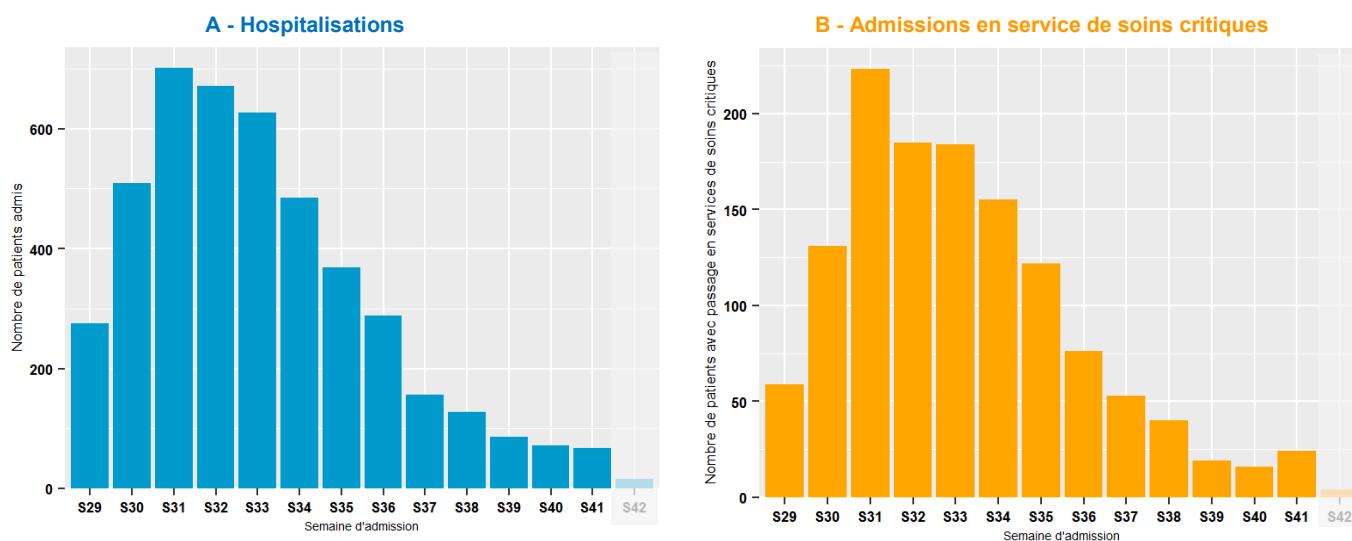 A - Hospitalisations
Nombre de patients admis
600
400
200
0
S29 S30 S31 S32 S33 S34 S35 S36 S37 S38 S39 S40 S41 S42
Semaine d'admission
B - Admissions en service de soins critiques
Nombre de patients avec passage en services de soins critiques
200
150
100
50
0
S29 S30 S31 S32 S33 S34 S35 S36 S37 S38 S39 S40 S41 S42
Semaine d'admission